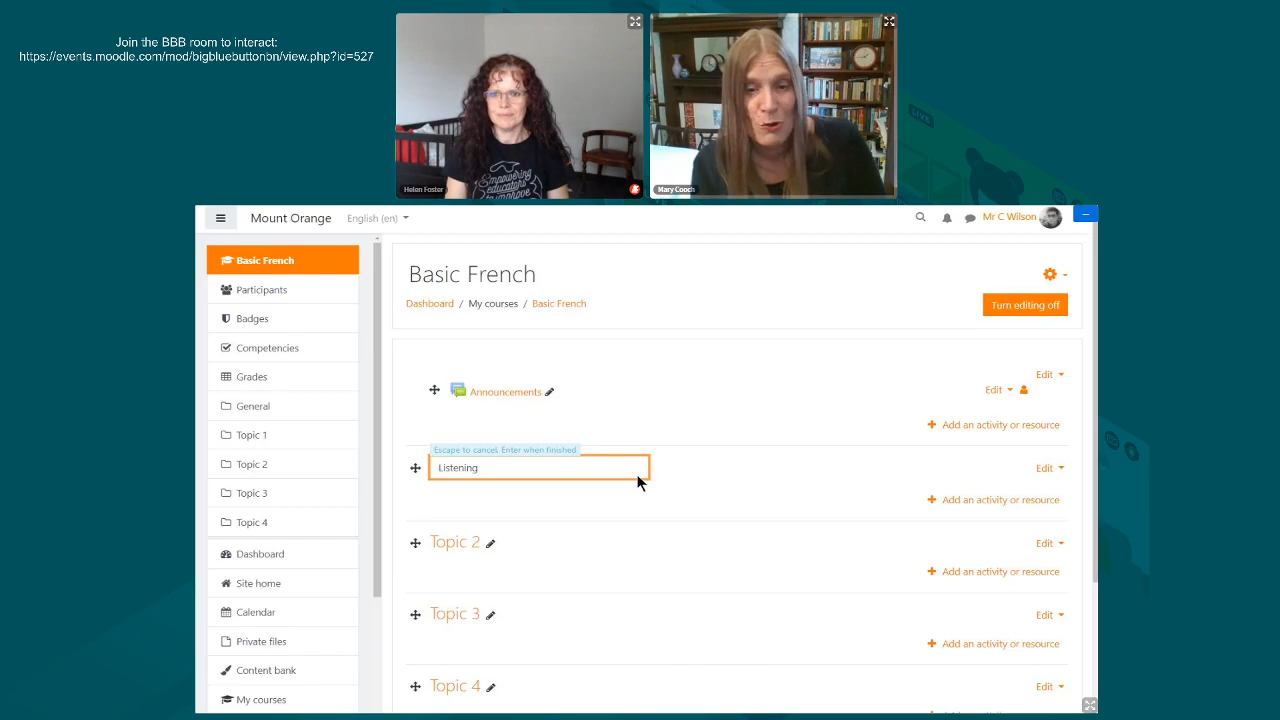 Join the BBB room to interact:
https://events.moodle.com/mod/bigbluebuttonbn/view.php?id=527
LIVE
Empowering
educators
to improve
Helen Foster
Mary Cooch
Mount Orange
English (en)
Mr C Wilson
Basic French
Participants
Badges
Competencies
Grades
General
Topic 1
Topic 2
Topic 3
Topic 4
Dashboard
Site home
Calendar
Private files
Content bank
My courses
Basic French
Dashboard / My courses / Basic French
Turn editing off
Edit
Announcements
Edit
Add an activity or resource
Escape to cancel. Enter when finished
Listening
Edit
Add an activity or resource
Topic 2
Edit
Add an activity or resource
Topic 3
Edit
Add an activity or resource
Topic 4
Edit